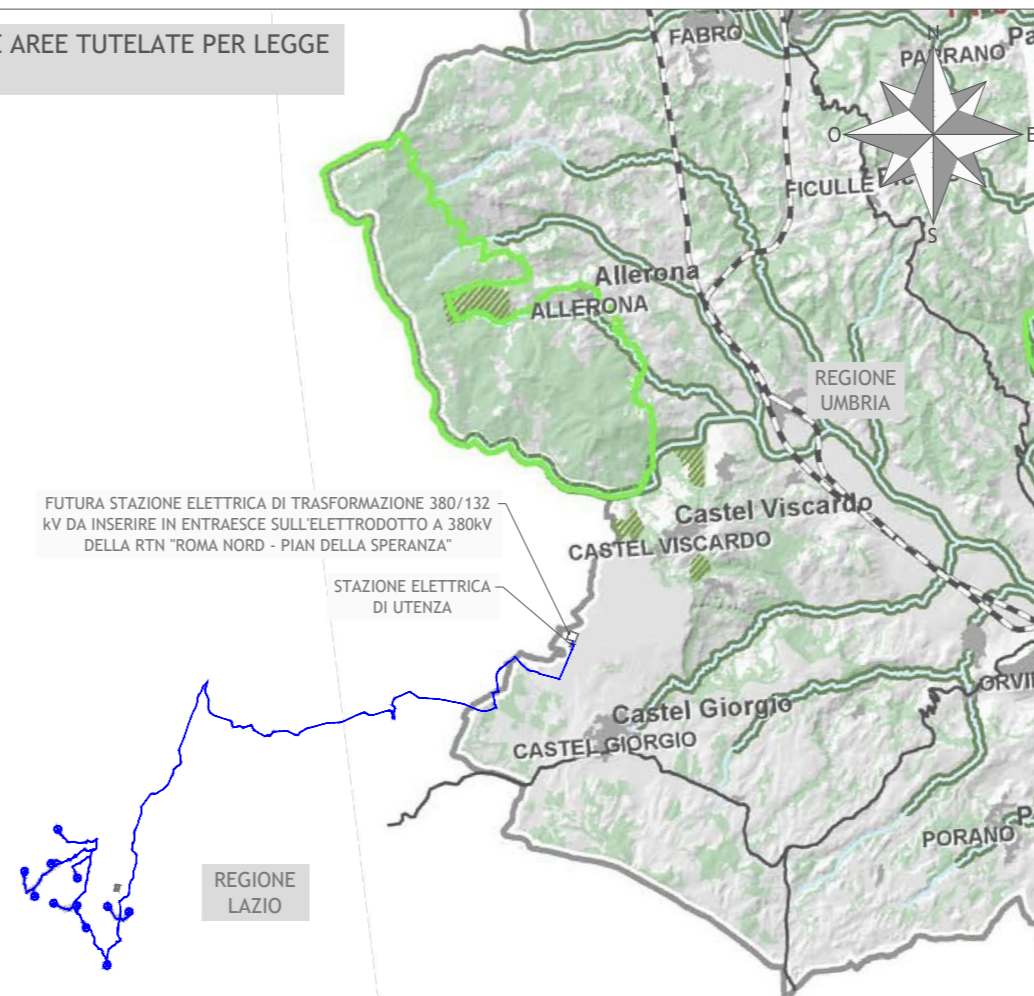 E AREE TUTELATE PER LEGGE
FABRO
PARRANO
N
O
E
S
FICULLE
Allerona
ALLERONA
REGIONE
UMBRIA
FUTURA STAZIONE ELETTRICA DI TRASFORMAZIONE 380/132
kV DA INSERIRE IN ENTRAESCE SULL'ELETTRODOTTO A 380kV
DELLA RTN "ROMA NORD - PIAN DELLA SPERANZA"
Castel Viscardo
CASTEL VISCARDO
STAZIONE ELETTRICA
DI UTENZA
Castel Giorgio
CASTEL GIORGIO
PORANO
REGIONE
LAZIO